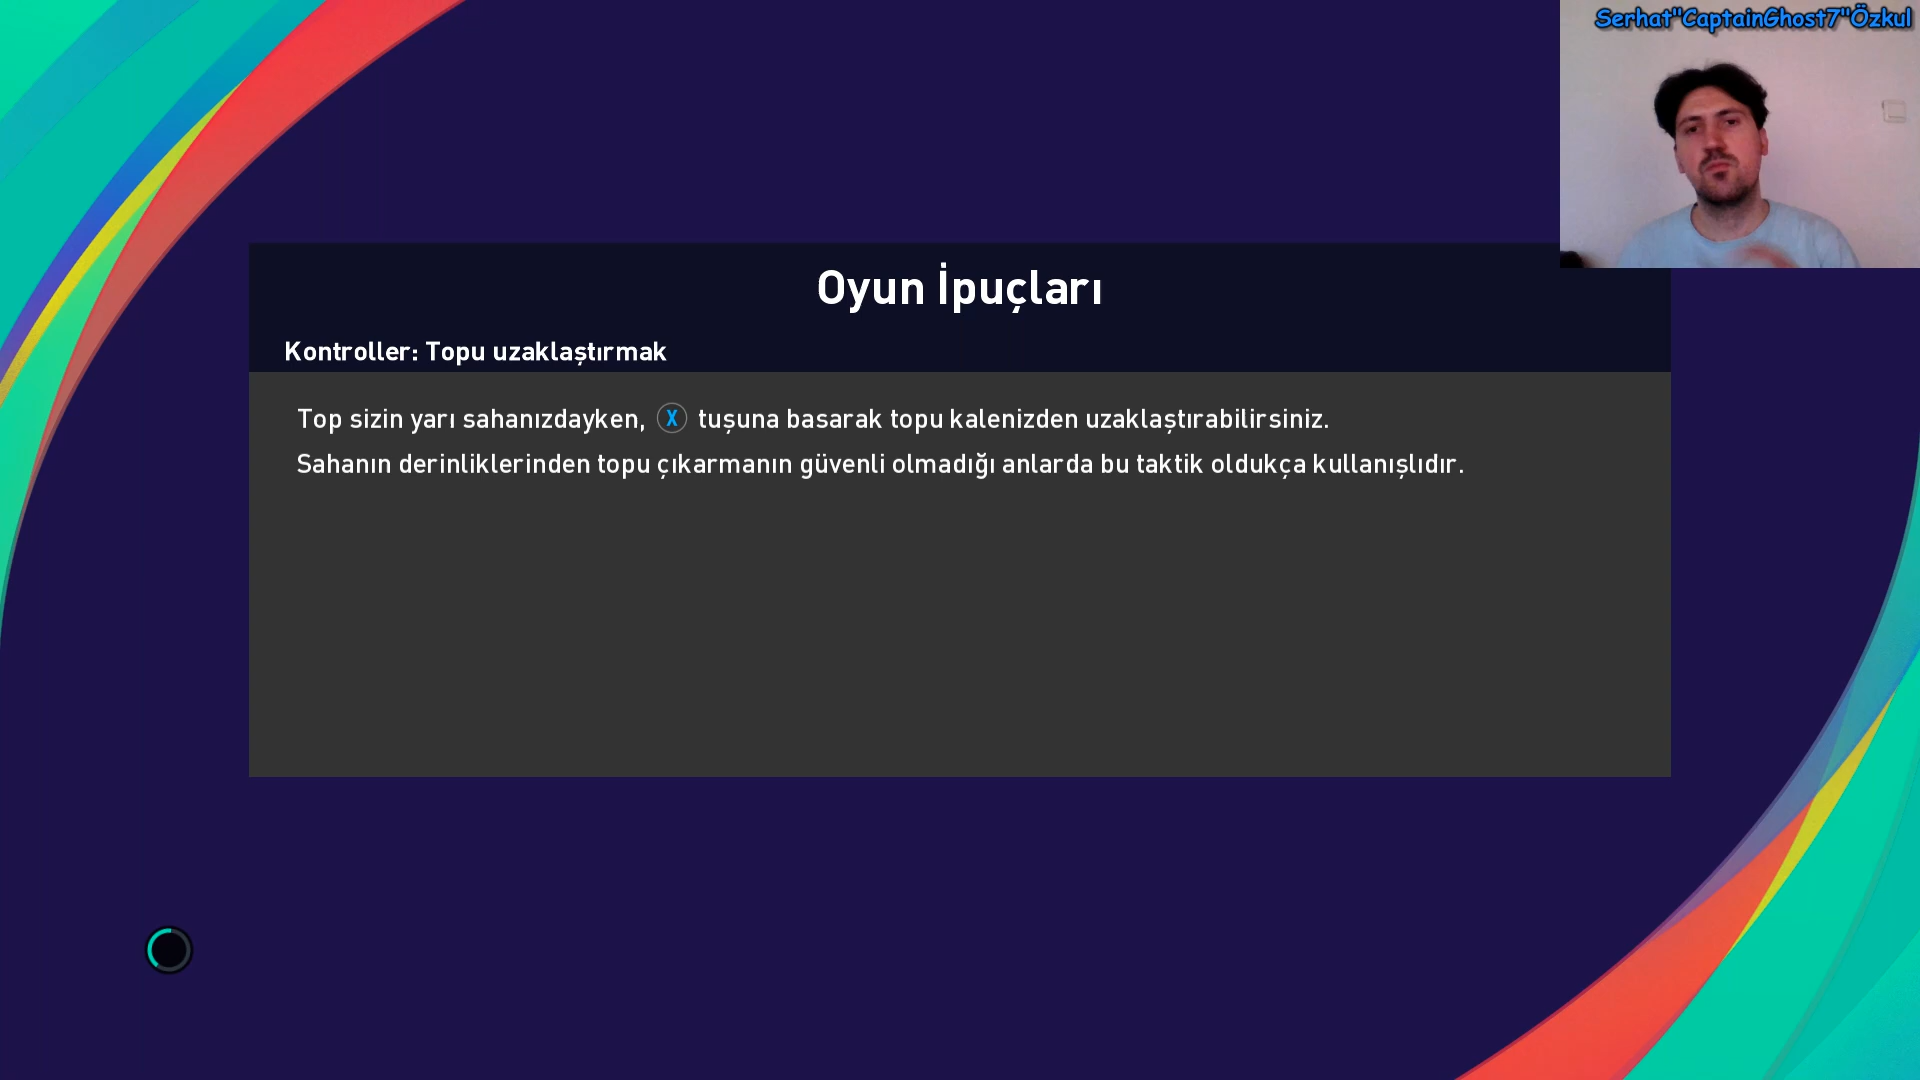 Serhat"CaptainGhost7"Özkul
Oyun İpuçları
Kontroller: Topu uzaklaştırmak
Top sizin yarı sahanızdayken, X tuşuna basarak topu kalenizden uzaklaştırabilirsiniz.
Sahanın derinliklerinden topu çıkarmanın güvenli olmadığı anlarda bu taktik oldukça kullanışlıdır.